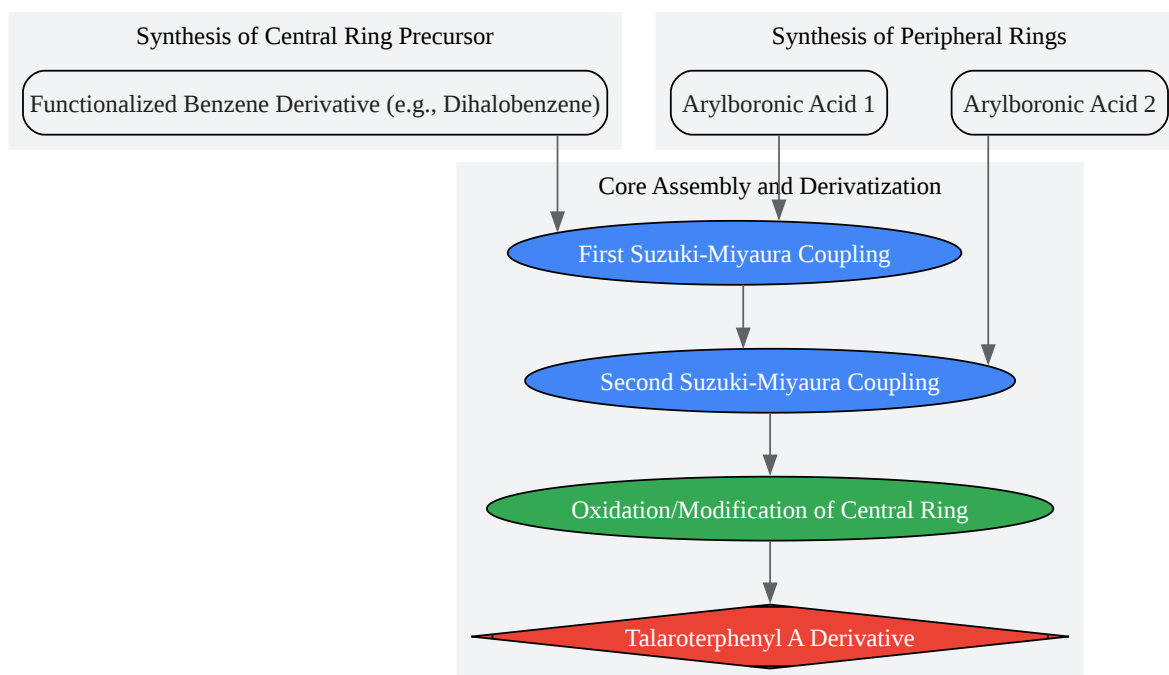 Synthesis of Central Ring Precursor
Synthesis of Peripheral Rings
Functionalized Benzene Derivative (e.g., Dihalobenzene)
Arylboronic Acid 1
Arylboronic Acid 2
Core Assembly and Derivatization
First Suzuki-Miyaura Coupling
Second Suzuki-Miyaura Coupling
Oxidation/Modification of Central Ring
Talaroterphenyl A Derivative